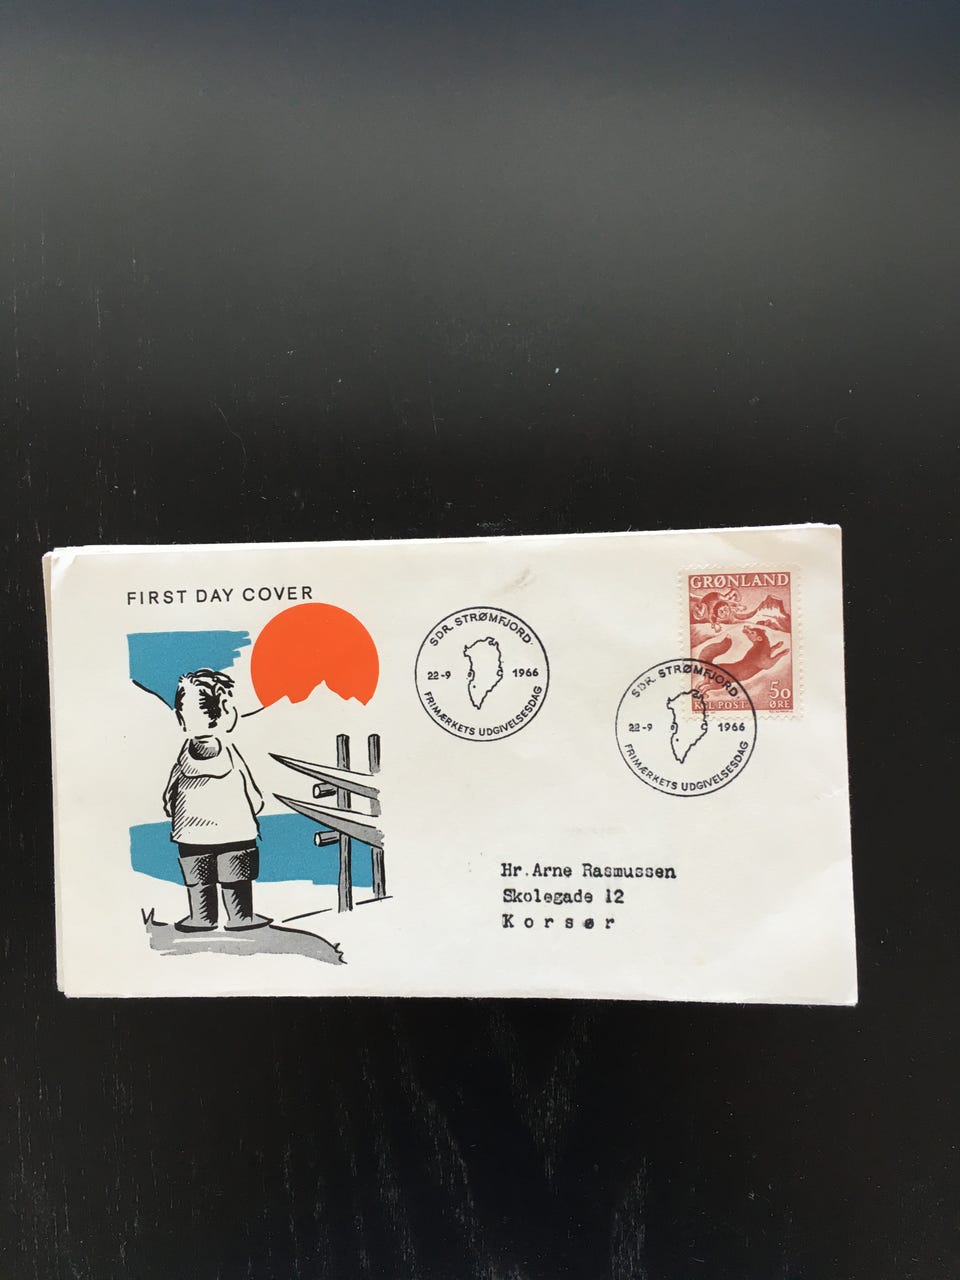 FIRST DAY COVER
SDR. STRØMFJORD
22-9 1966
FRIMÆRKETS UDGIVELSESDAG
GRØNLAND
50
ØRE
KGL. POST
SDR. STRØMFJORD
22-9 1966
FRIMÆRKETS UDGIVELSESDAG
Hr. Arne Rasmussen
Skolegade 12
Korsør